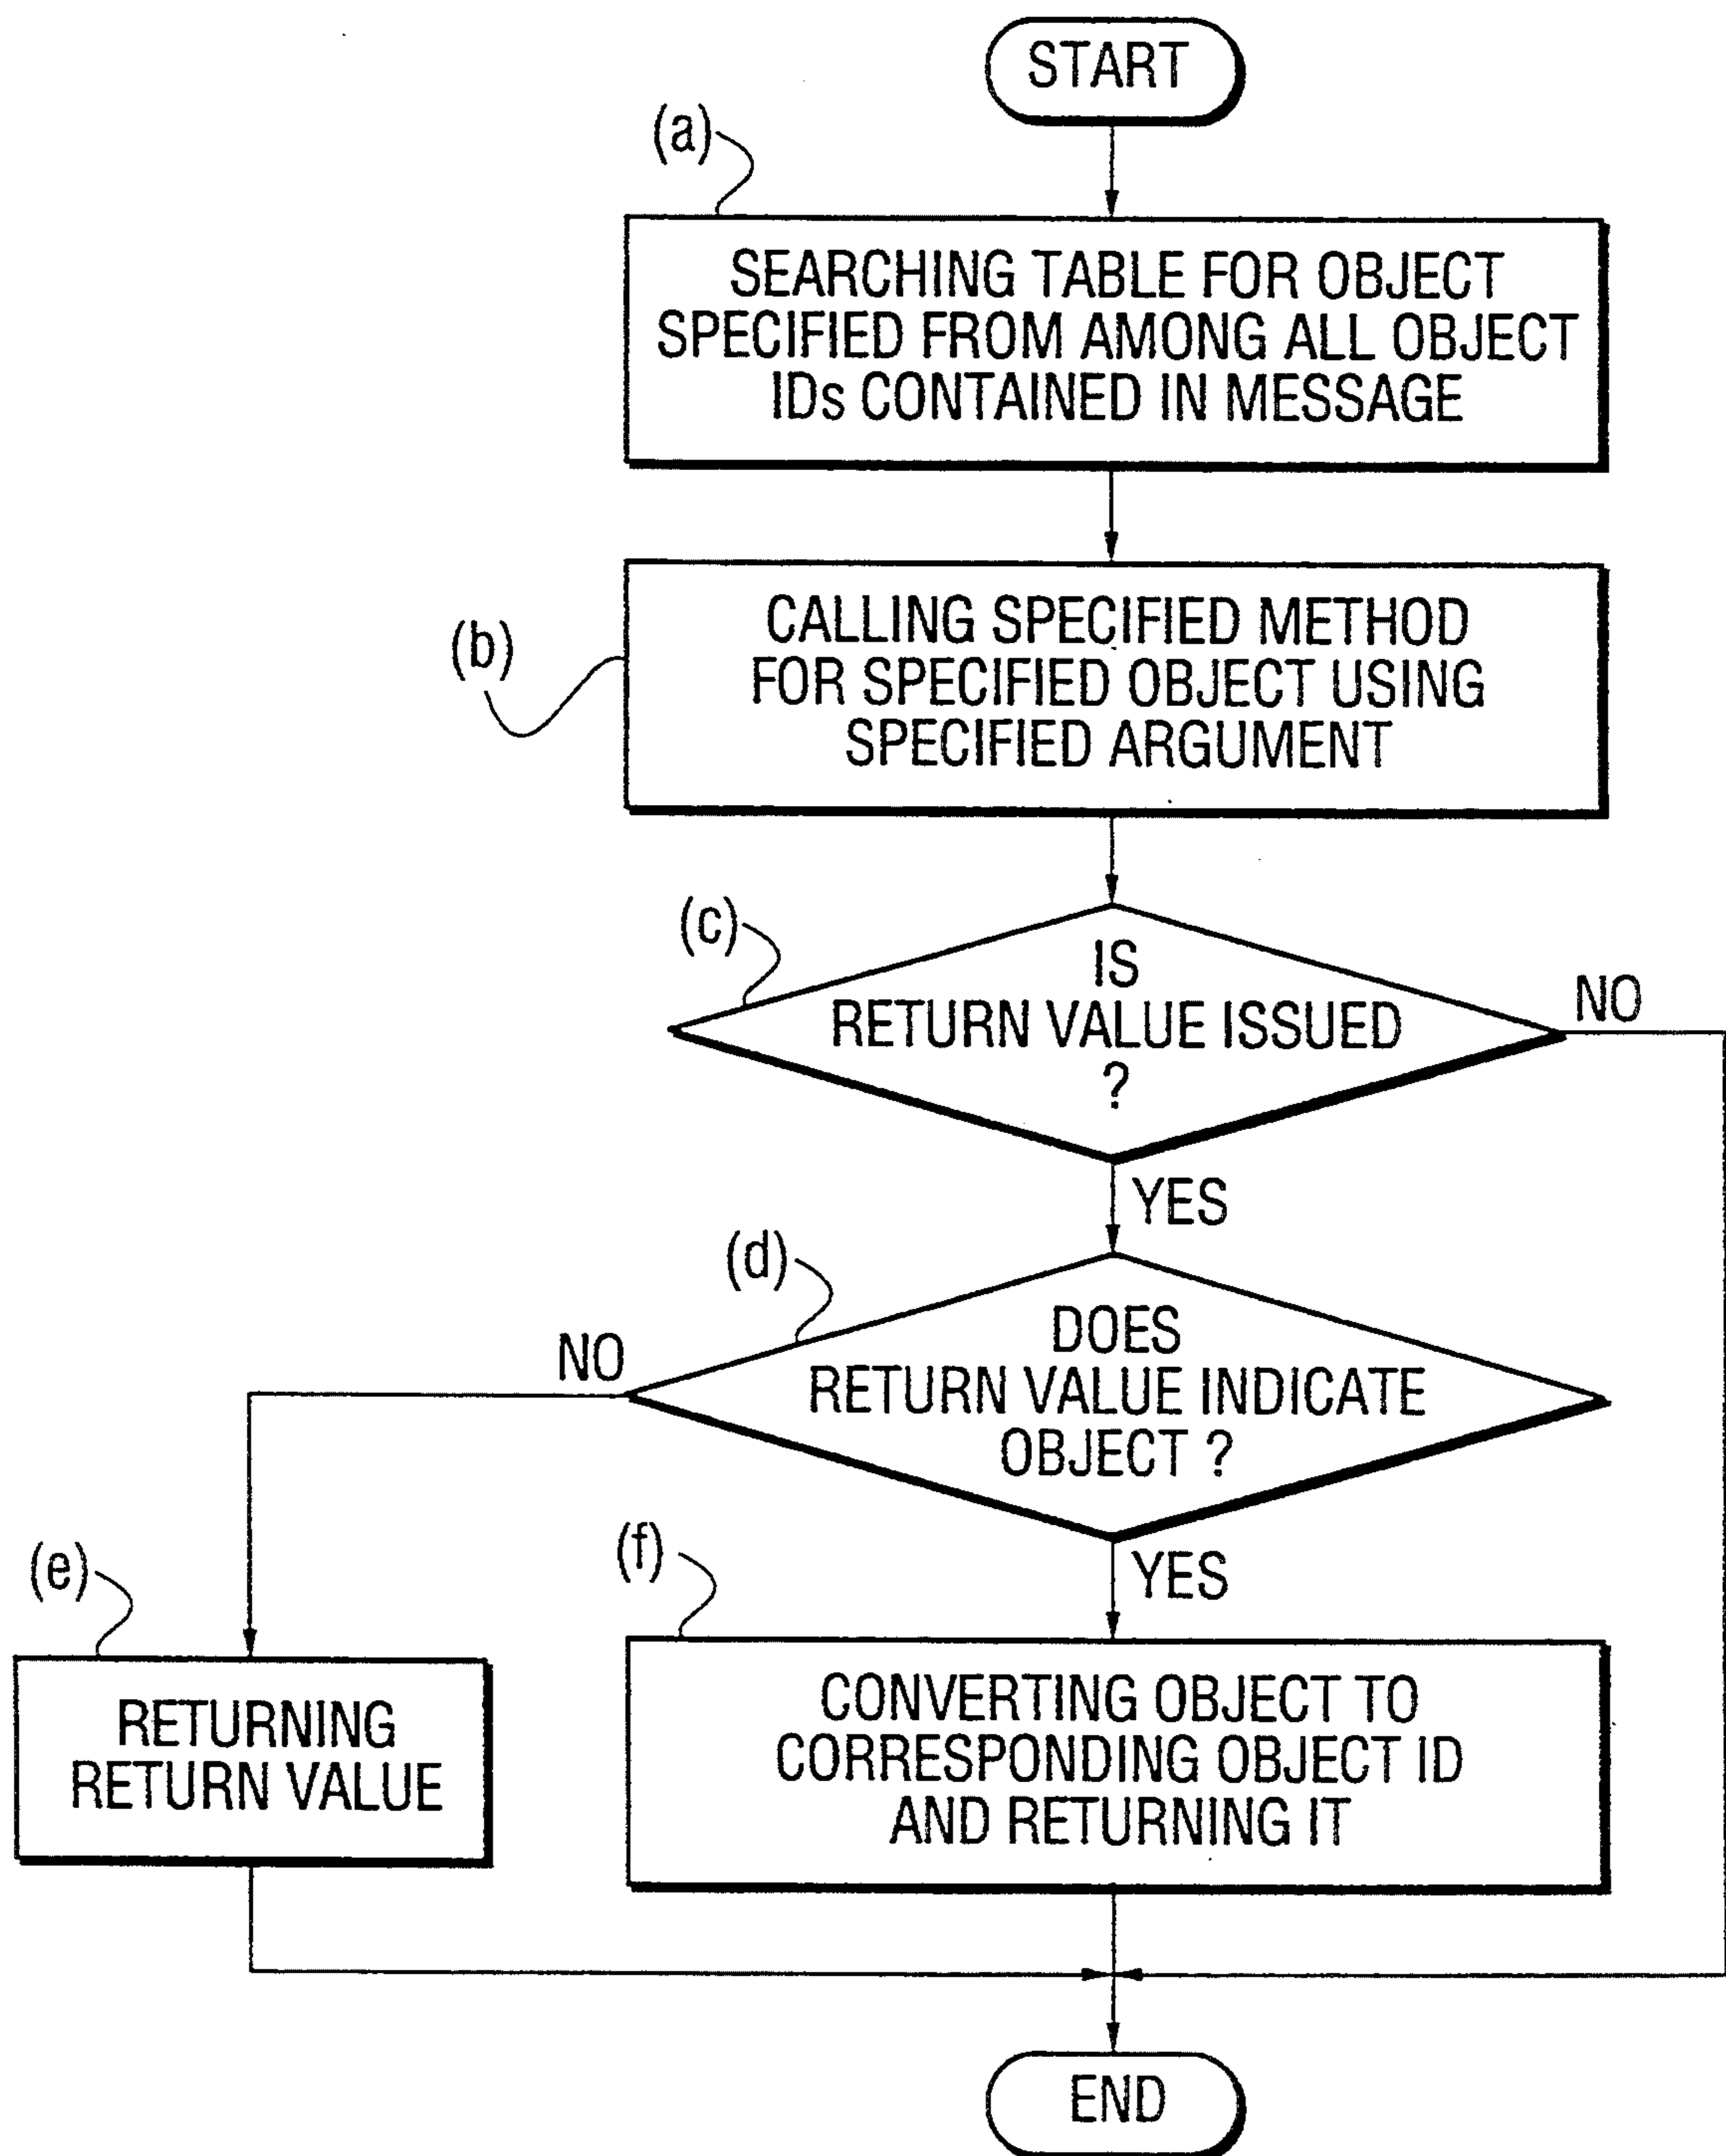 START
(a)
SEARCHING TABLE FOR OBJECT
SPECIFIED FROM AMONG ALL OBJECT
IDs CONTAINED IN MESSAGE
(b)
CALLING SPECIFIED METHOD
FOR SPECIFIED OBJECT USING
SPECIFIED ARGUMENT
(c)
IS
RETURN VALUE ISSUED
?
NO
YES
(d)
DOES
RETURN VALUE INDICATE
OBJECT ?
NO
YES
(e)
RETURNING
RETURN VALUE
(f)
CONVERTING OBJECT TO
CORRESPONDING OBJECT ID
AND RETURNING IT
END